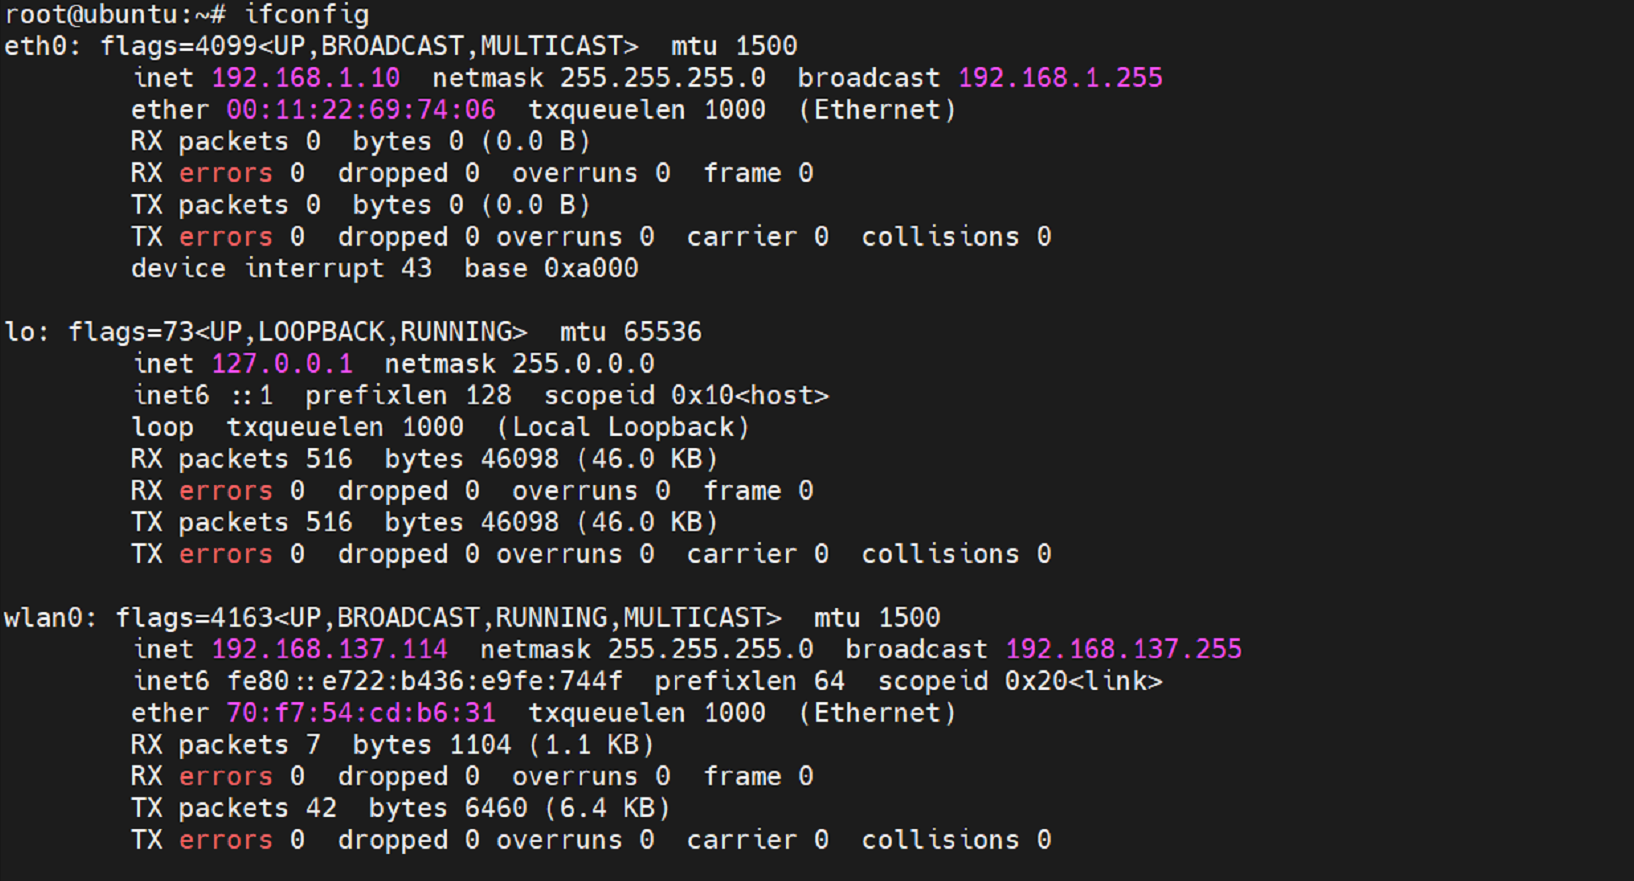 root@ubuntu:~# ifconfig
eth0: flags=4099<UP,BROADCAST,MULTICAST>  mtu 1500
        inet 192.168.1.10  netmask 255.255.255.0  broadcast 192.168.1.255
        ether 00:11:22:69:74:06  txqueuelen 1000  (Ethernet)
        RX packets 0  bytes 0 (0.0 B)
        RX errors 0  dropped 0  overruns 0  frame 0
        TX packets 0  bytes 0 (0.0 B)
        TX errors 0  dropped 0 overruns 0  carrier 0  collisions 0
        device interrupt 43  base 0xa000

lo: flags=73<UP,LOOPBACK,RUNNING>  mtu 65536
        inet 127.0.0.1  netmask 255.0.0.0
        inet6 ::1  prefixlen 128  scopeid 0x10<host>
        loop  txqueuelen 1000  (Local Loopback)
        RX packets 516  bytes 46098 (46.0 KB)
        RX errors 0  dropped 0  overruns 0  frame 0
        TX packets 516  bytes 46098 (46.0 KB)
        TX errors 0  dropped 0 overruns 0  carrier 0  collisions 0

wlan0: flags=4163<UP,BROADCAST,RUNNING,MULTICAST>  mtu 1500
        inet 192.168.137.114  netmask 255.255.255.0  broadcast 192.168.137.255
        inet6 fe80::e722:b436:e9fe:744f  prefixlen 64  scopeid 0x20<link>
        ether 70:f7:54:cd:b6:31  txqueuelen 1000  (Ethernet)
        RX packets 7  bytes 1104 (1.1 KB)
        RX errors 0  dropped 0  overruns 0  frame 0
        TX packets 42  bytes 6460 (6.4 KB)
        TX errors 0  dropped 0 overruns 0  carrier 0  collisions 0